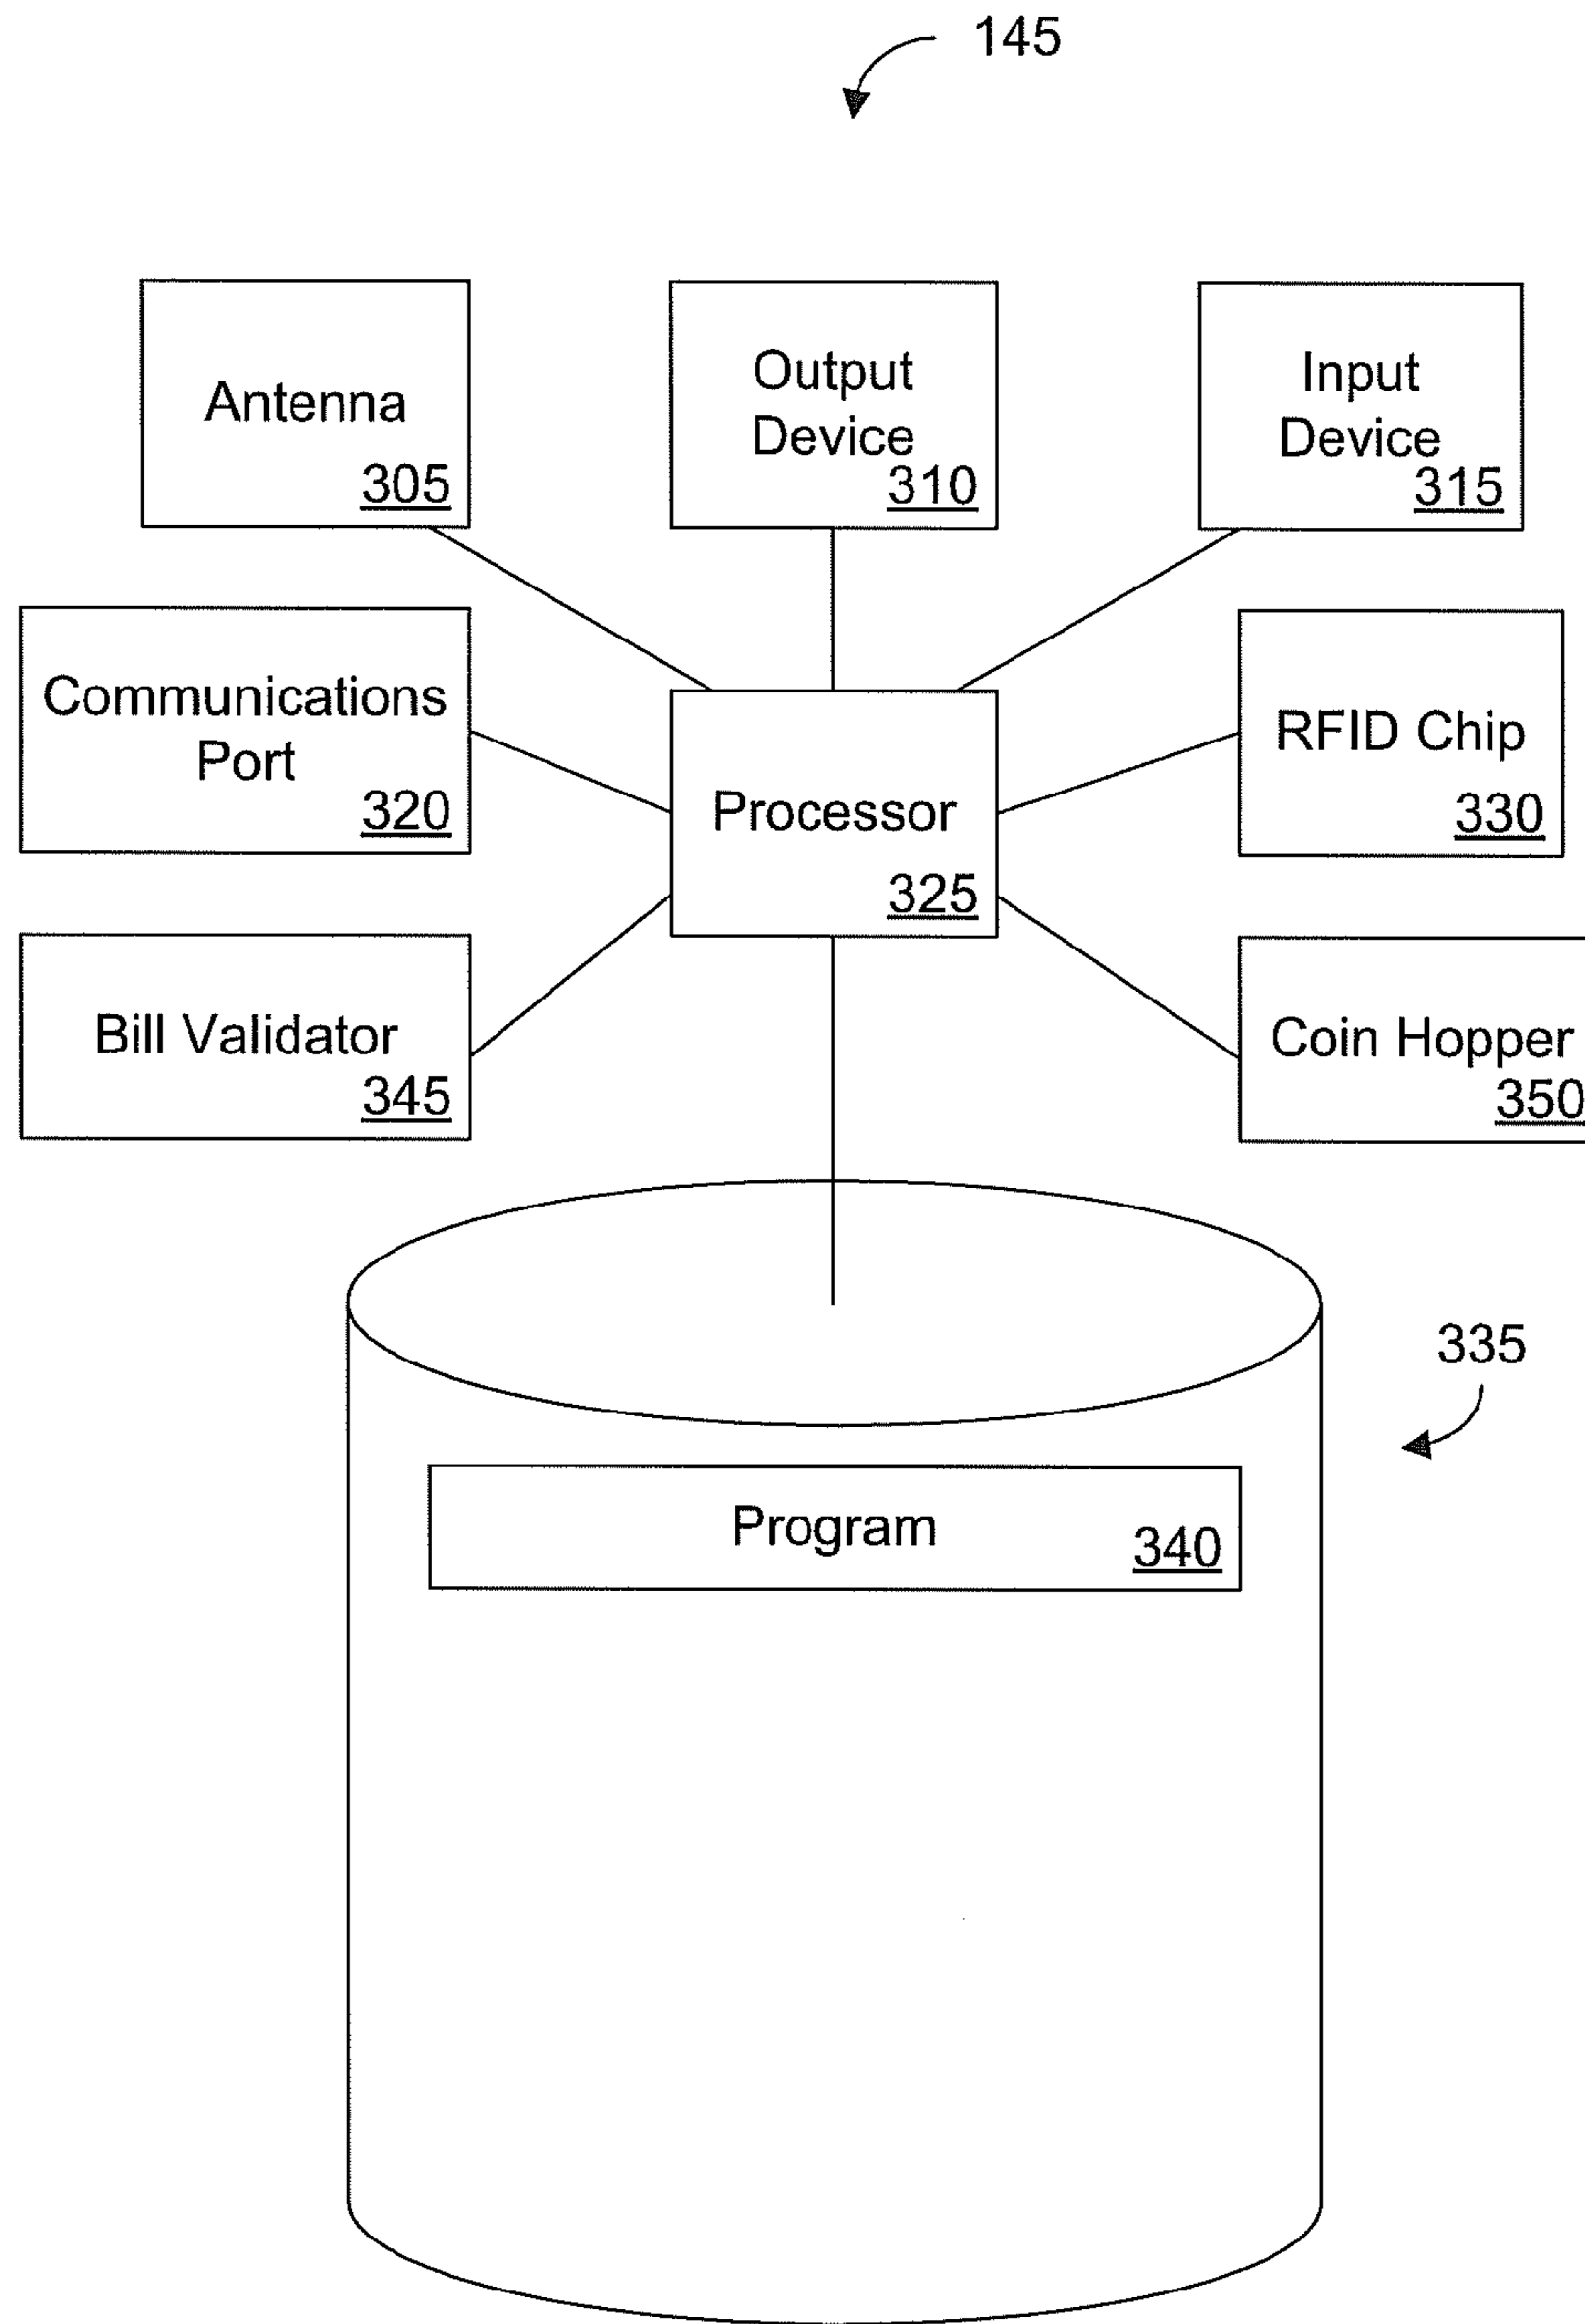 145
Antenna
305
Output
Device
310
Input
Device
315
Communications
Port
320
Processor
325
RFID Chip
330
Bill Validator
345
Coin Hopper
350
335
Program
340